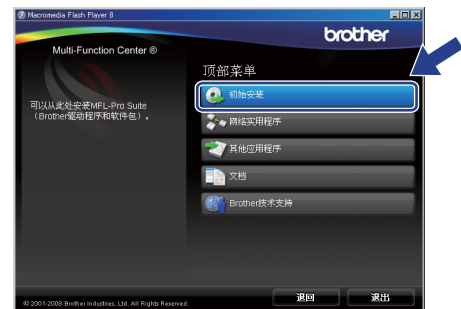 Macromedia Flash Player 8
brother
Multi-Function Center ®
顶部菜单
可以从此处安装MFL-Pro Suite
（Brother驱动程序和软件包）。
初始安装
网络实用程序
其他应用程序
文档
Brother技术支持
© 2001-2008 Brother Industries, Ltd. All Rights Reserved.
退回
退出